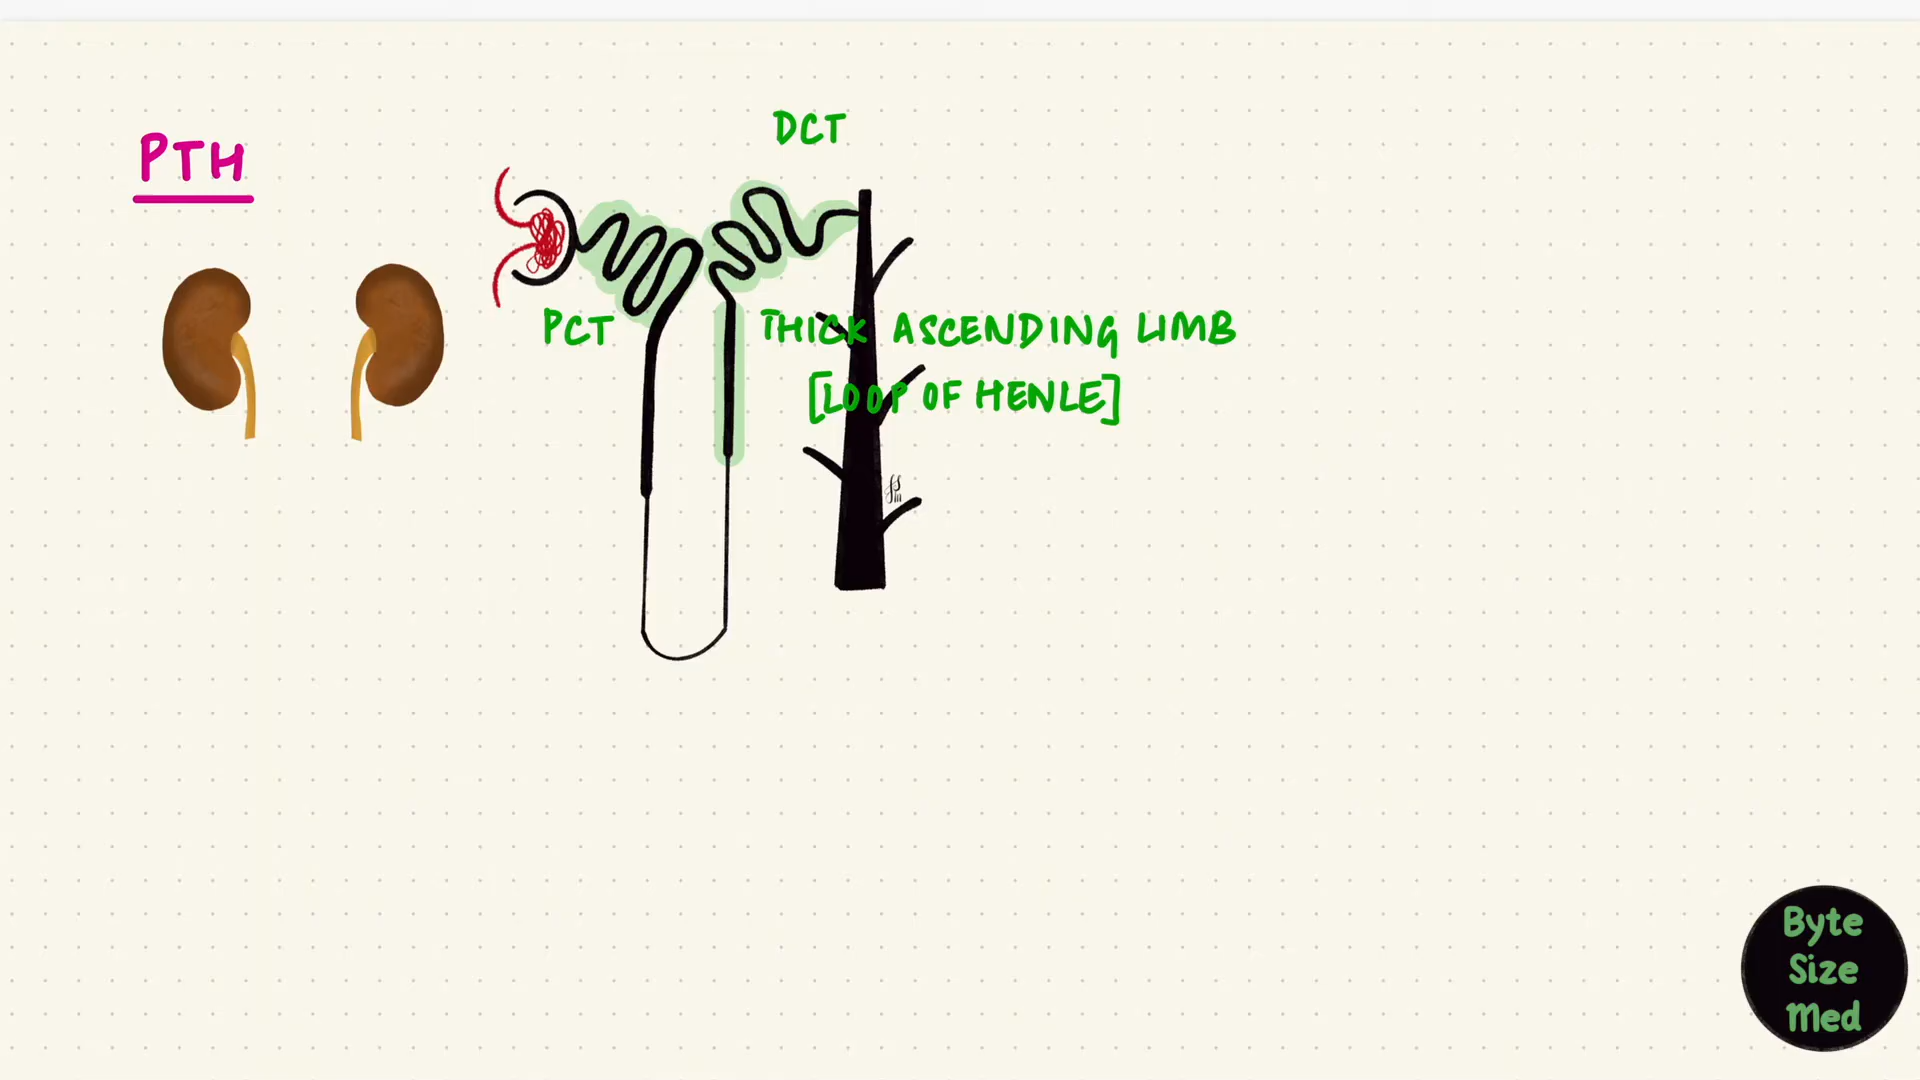 PTH
DCT
PCT
THICK ASCENDING LIMB
[LOOP OF HENLE]
Byte
Size
Med